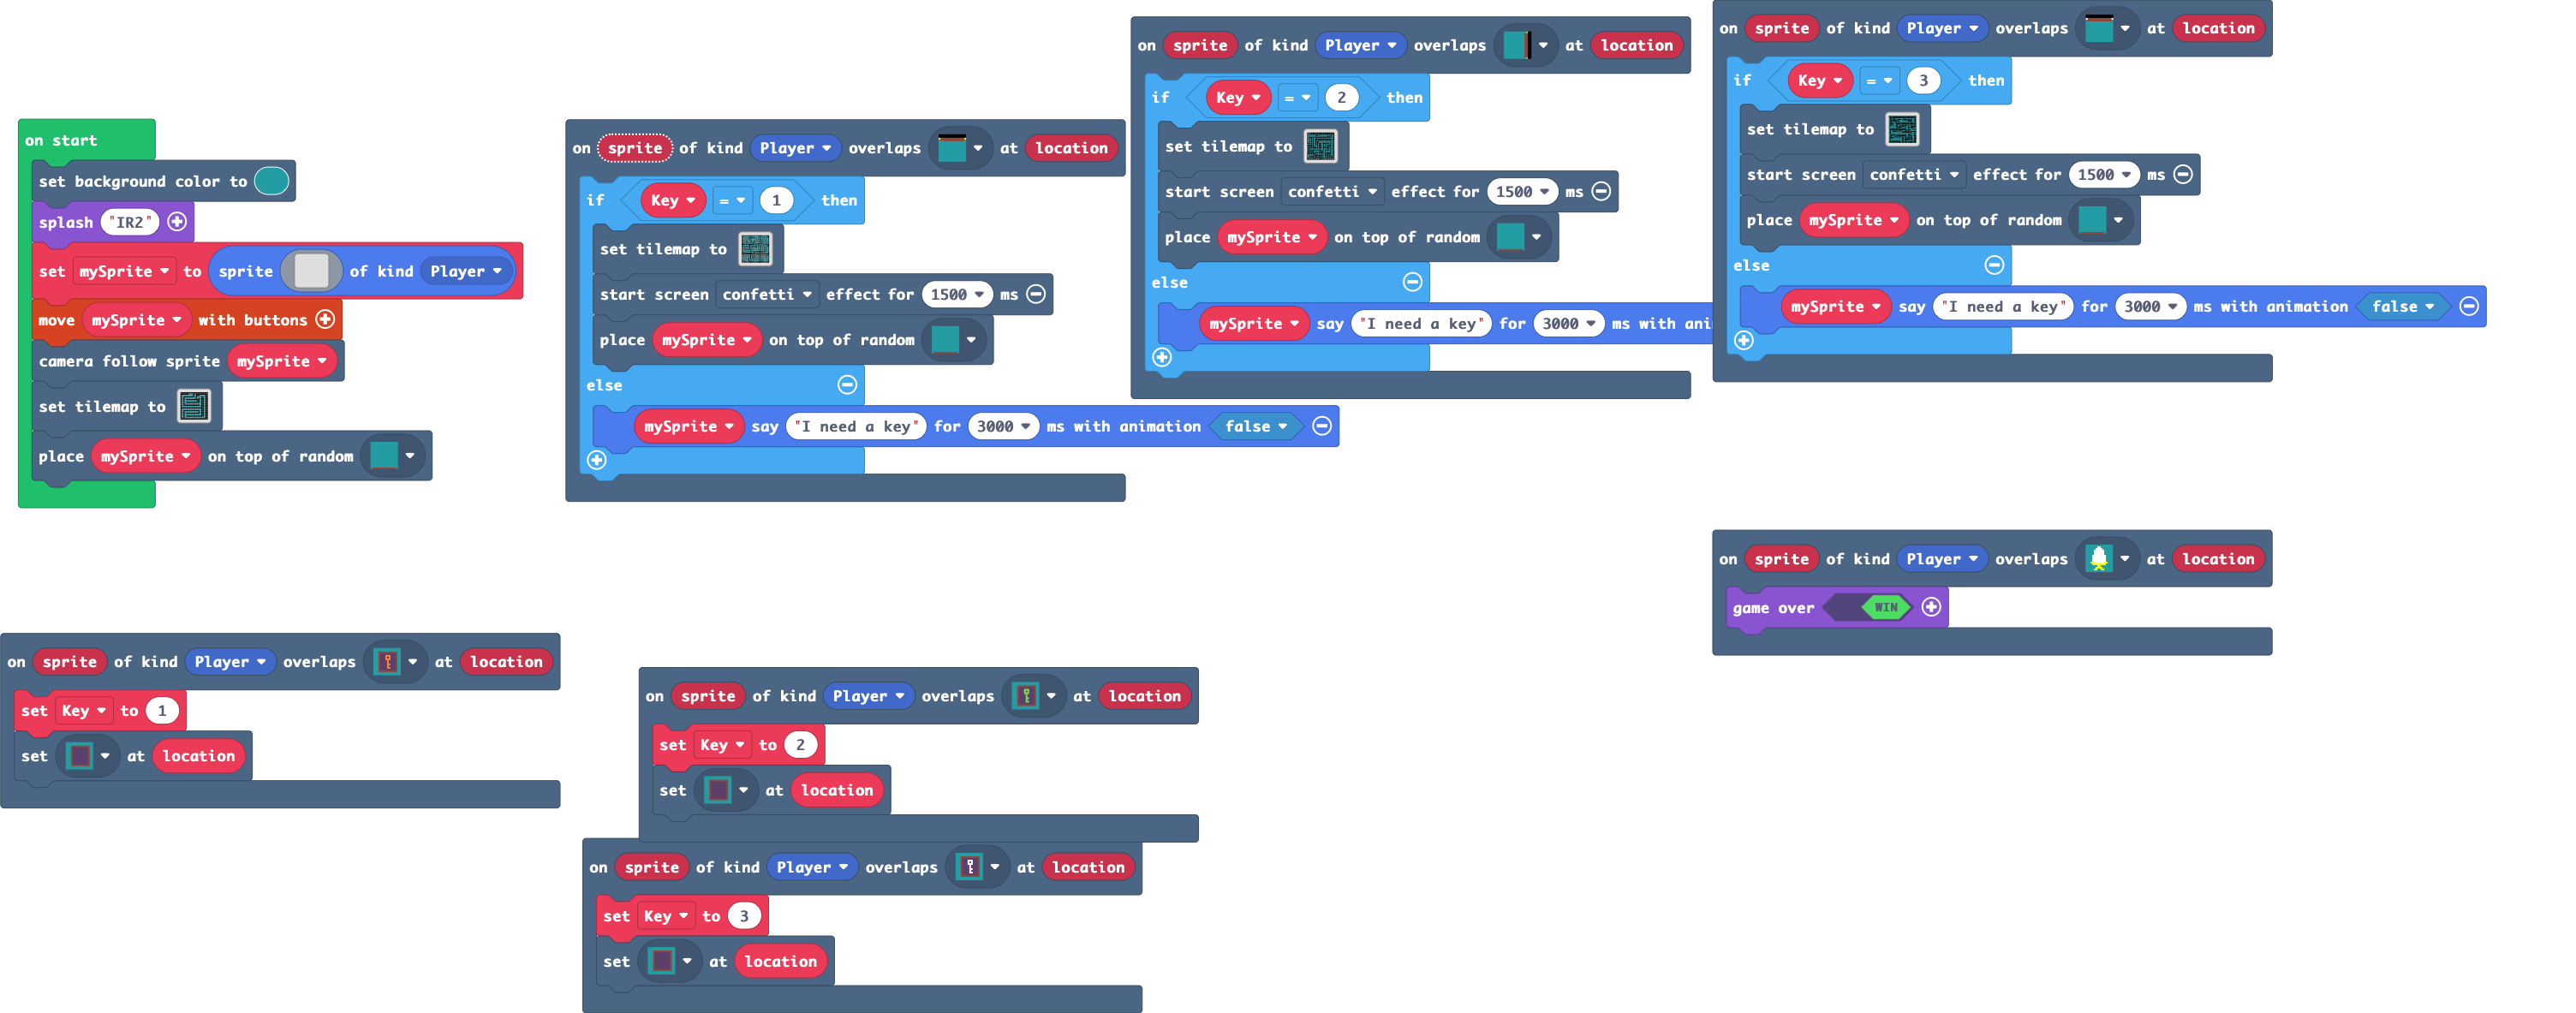 on start
set background color to
splash "IR2"
set mySprite to sprite of kind Player
move mySprite with buttons
camera follow sprite mySprite
set tilemap to
place mySprite on top of random
on sprite of kind Player overlaps at location
if Key = 1 then
set tilemap to
start screen confetti effect for 1500 ms
place mySprite on top of random
else
mySprite say "I need a key" for 3000 ms with animation false
on sprite of kind Player overlaps at location
if Key = 2 then
set tilemap to
start screen confetti effect for 1500 ms
place mySprite on top of random
else
mySprite say "I need a key" for 3000 ms with ani
on sprite of kind Player overlaps at location
if Key = 3 then
set tilemap to
start screen confetti effect for 1500 ms
place mySprite on top of random
else
mySprite say "I need a key" for 3000 ms with animation false
on sprite of kind Player overlaps at location
game over WIN
on sprite of kind Player overlaps at location
set Key to 1
set at location
on sprite of kind Player overlaps at location
set Key to 2
set at location
on sprite of kind Player overlaps at location
set Key to 3
set at location